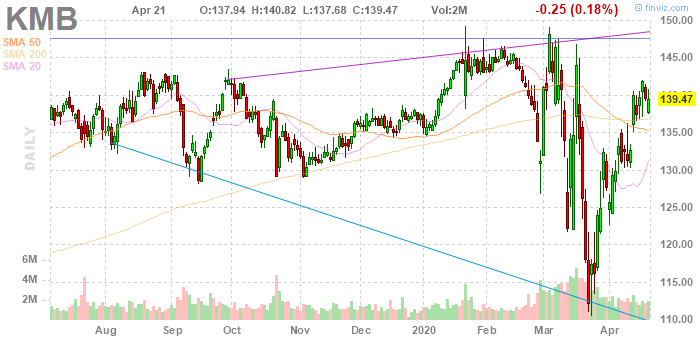 © finviz.com
KMB Apr 21 O:137.94 H:140.82 L:137.68 C:139.47 Vol:2M -0.25 (0.18%)
SMA 50
SMA 200
SMA 20
DAILY
150.00
145.00
140.00
139.47
135.00
130.00
125.00
120.00
115.00
110.00
6M
4M
2M
Aug Sep Oct Nov Dec 2020 Feb Mar Apr